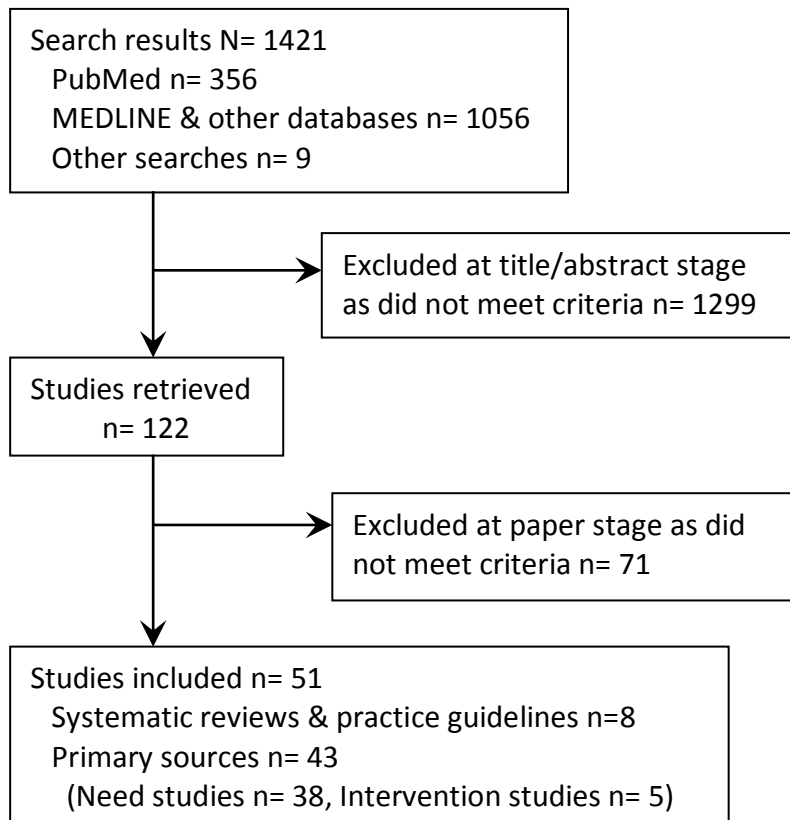 Search results N= 1421
PubMed n= 356
MEDLINE & other databases n= 1056
Other searches n= 9
Excluded at title/abstract stage
as did not meet criteria n= 1299
Studies retrieved
n= 122
Excluded at paper stage as did
not meet criteria n= 71
Studies included n= 51
Systematic reviews & practice guidelines n=8
Primary sources n= 43
(Need studies n= 38, Intervention studies n= 5)